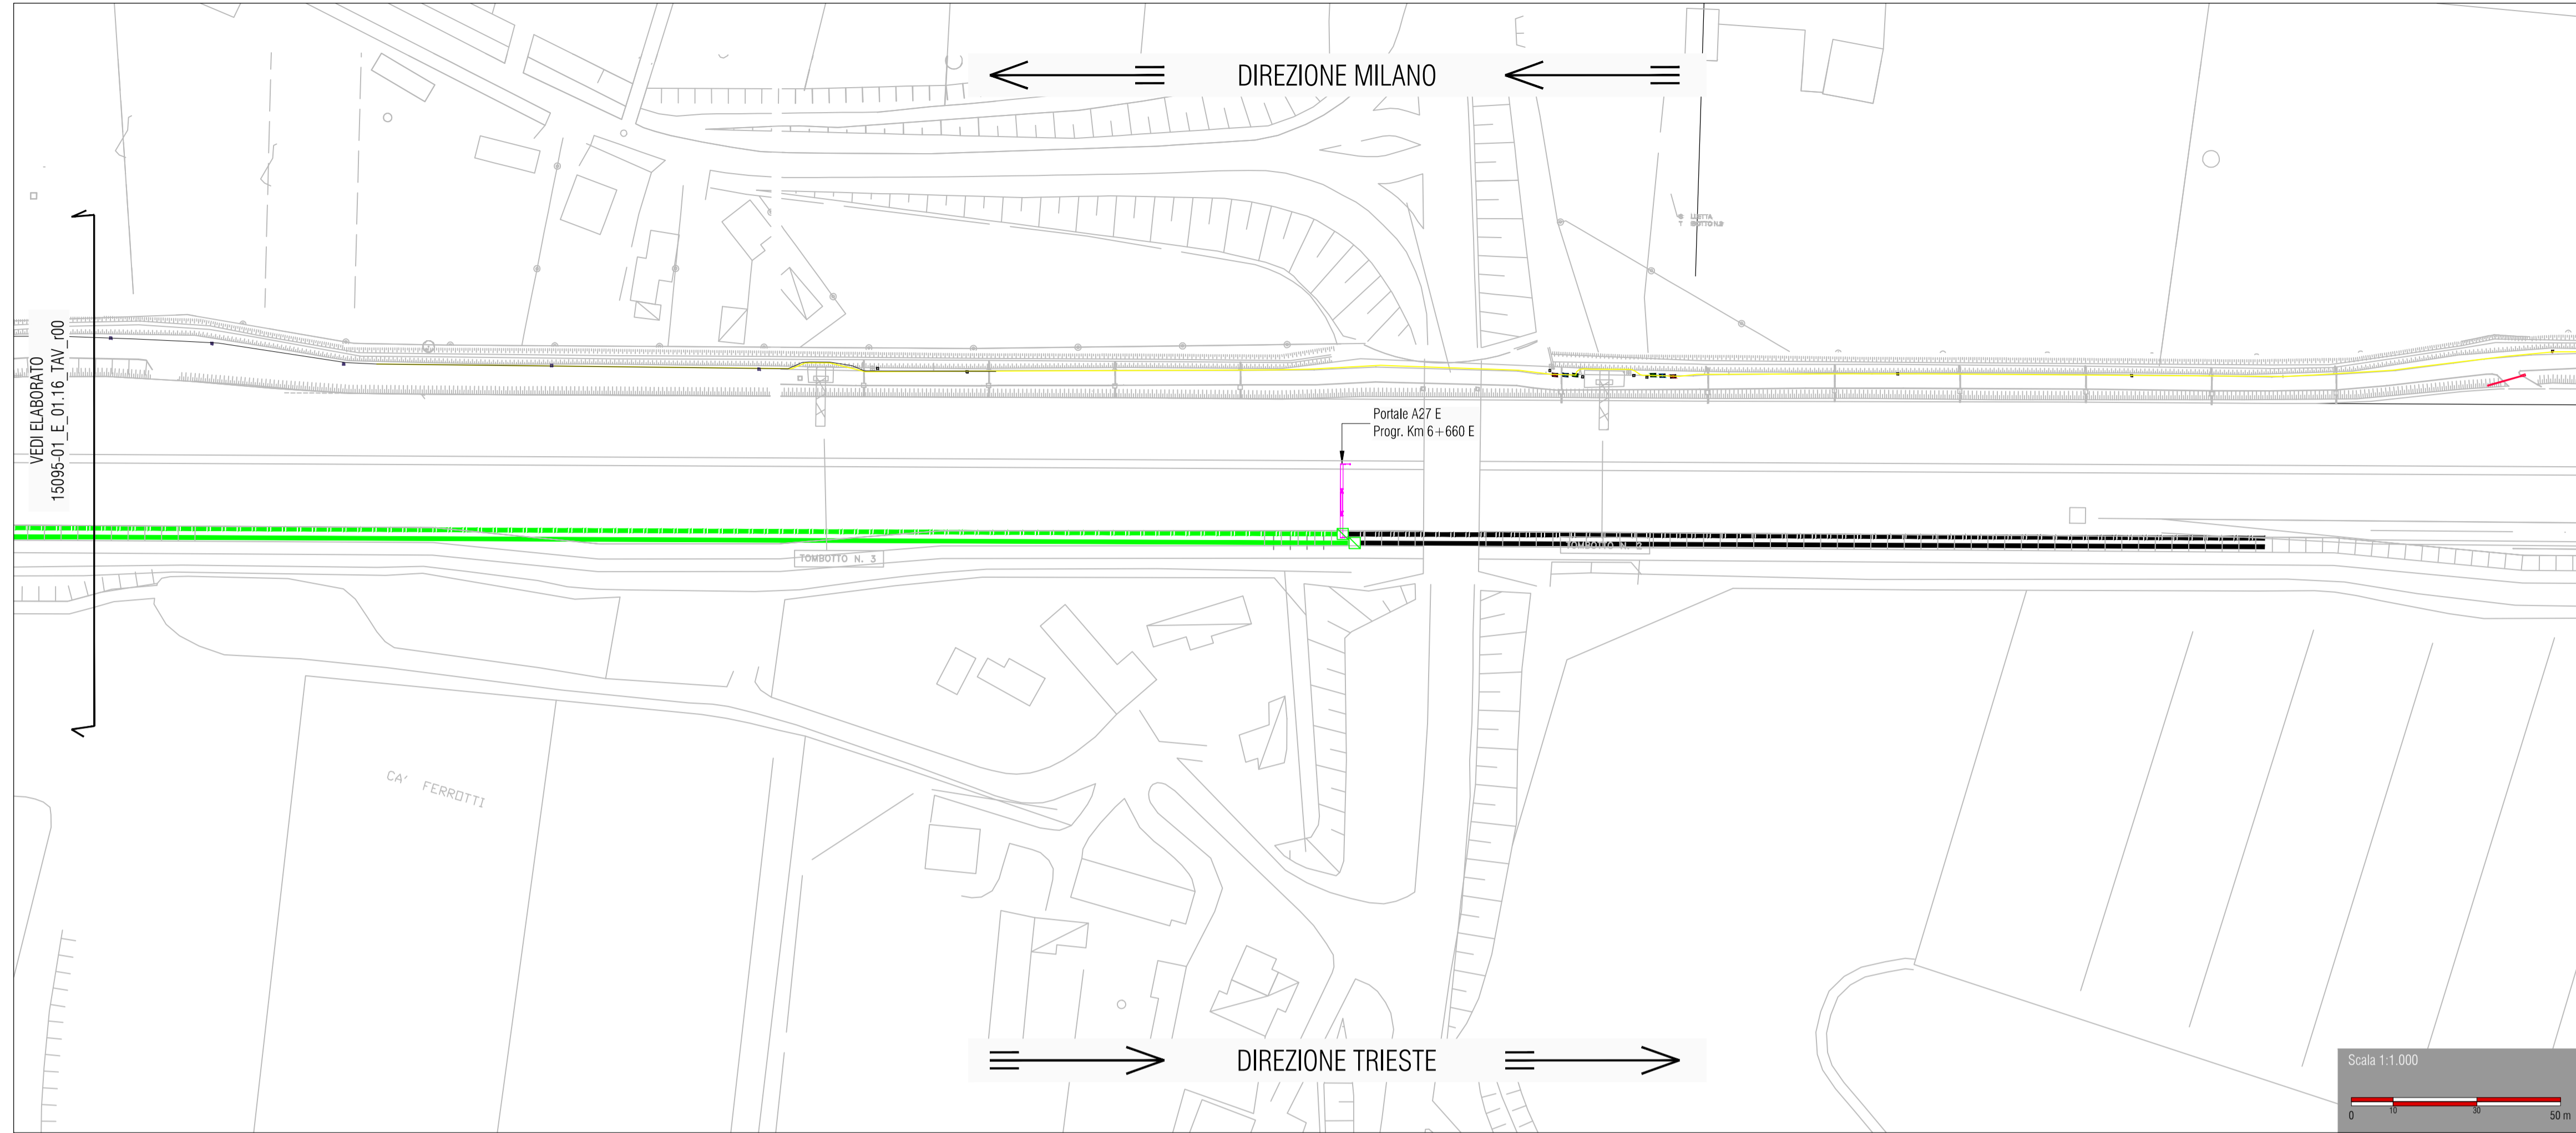 DIREZIONE MILANO
VEDI ELABORATO
15095-01_E_01.16_TAV_r00
Portale A27 E
Progr. Km 6+660 E
TOMBOTTO N. 3
CA' FERROTTI
DIREZIONE TRIESTE
Scala 1:1.000
0 10 30 50 m